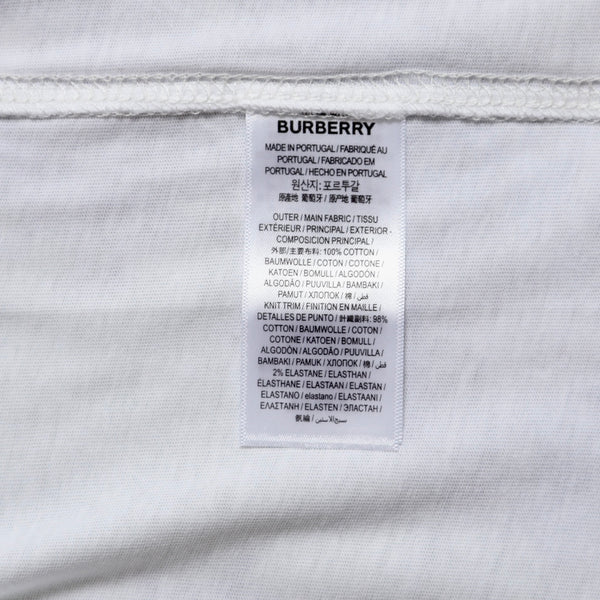 BURBERRY
MADE IN PORTUGAL / FABRIQUÉ AU
PORTUGAL / FABRICADO EM
PORTUGAL / HECHO EN PORTUGAL
원산지: 포르투갈
原產地 葡萄牙 / 原产地 葡萄牙
OUTER / MAIN FABRIC / TISSU
EXTÉRIEUR / PRINCIPAL / EXTERIOR -
COMPOSICIÓN PRINCIPAL /
外部/主要布料: 100% COTTON /
BAUMWOLLE / COTON / COTONE /
KATOEN / BOMULL / ALGODÓN /
ALGODÃO / PUUVILLA / BAMBAKI /
PAMUT / ХЛОПОК / 棉 / قطن /
KNIT TRIM / FINITION EN MAILLE /
DETALLES DE PUNTO / 針織副料: 98%
COTTON / BAUMWOLLE / COTON /
COTONE / KATOEN / BOMULL /
ALGODÓN / ALGODÃO / PUUVILLA /
BAMBAKI / PAMUK / ХЛОПОК / 棉 / قطن /
2% ELASTANE / ELASTHAN /
ÉLASTHANE / ELASTAAN / ELASTAN /
ELASTANO / elastano / ELASTAANI /
ΕΛΑΣΤΑΝΗ / ELASTEN / ЭЛАСТАН /
氨綸 /